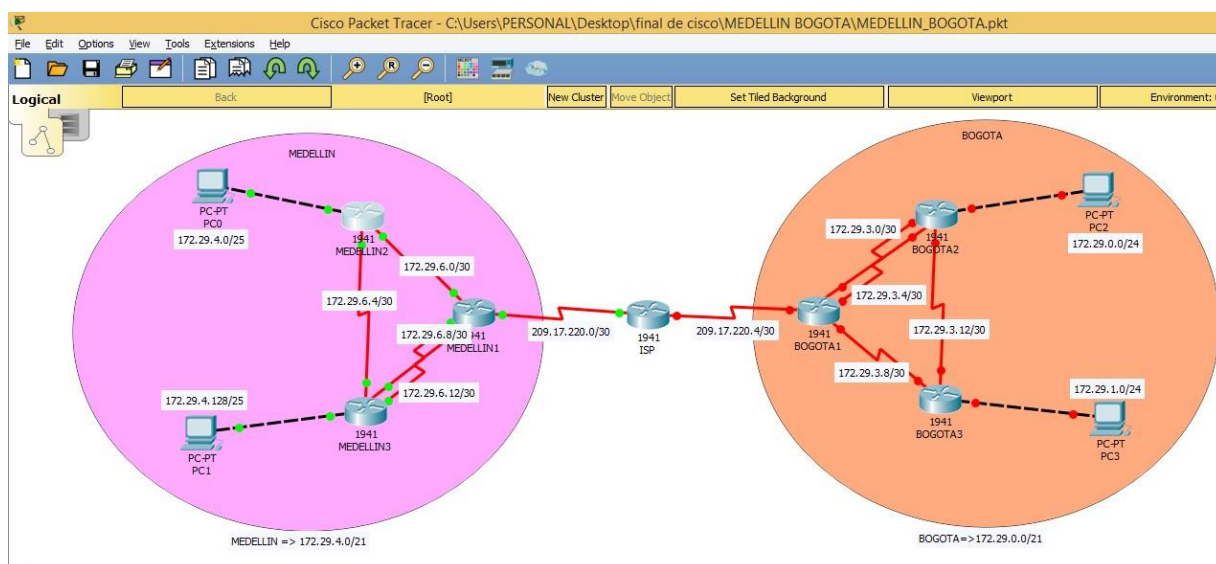 Cisco Packet Tracer - C:\Users\PERSONAL\Desktop\final de cisco\MEDELLIN BOGOTA\MEDELLIN_BOGOTA.pkt
File Edit Options View Tools Extensions Help
Logical
Back
[Root]
New Cluster
Move Object
Set Tiled Background
Viewport
Environment:
MEDELLIN
PC-PT
PC0
172.29.4.0/25
1941
MEDELLIN2
172.29.6.0/30
172.29.6.4/30
172.29.6.8/30
1941
MEDELLIN1
172.29.6.12/30
172.29.4.128/25
1941
MEDELLIN3
PC-PT
PC1
MEDELLIN => 172.29.4.0/21
209.17.220.0/30
1941
ISP
209.17.220.4/30
BOGOTA
172.29.3.0/30
1941
BOGOTA2
PC-PT
PC2
172.29.0.0/24
172.29.3.4/30
1941
BOGOTA1
172.29.3.12/30
172.29.3.8/30
172.29.1.0/24
1941
BOGOTA3
PC-PT
PC3
BOGOTA=>172.29.0.0/21